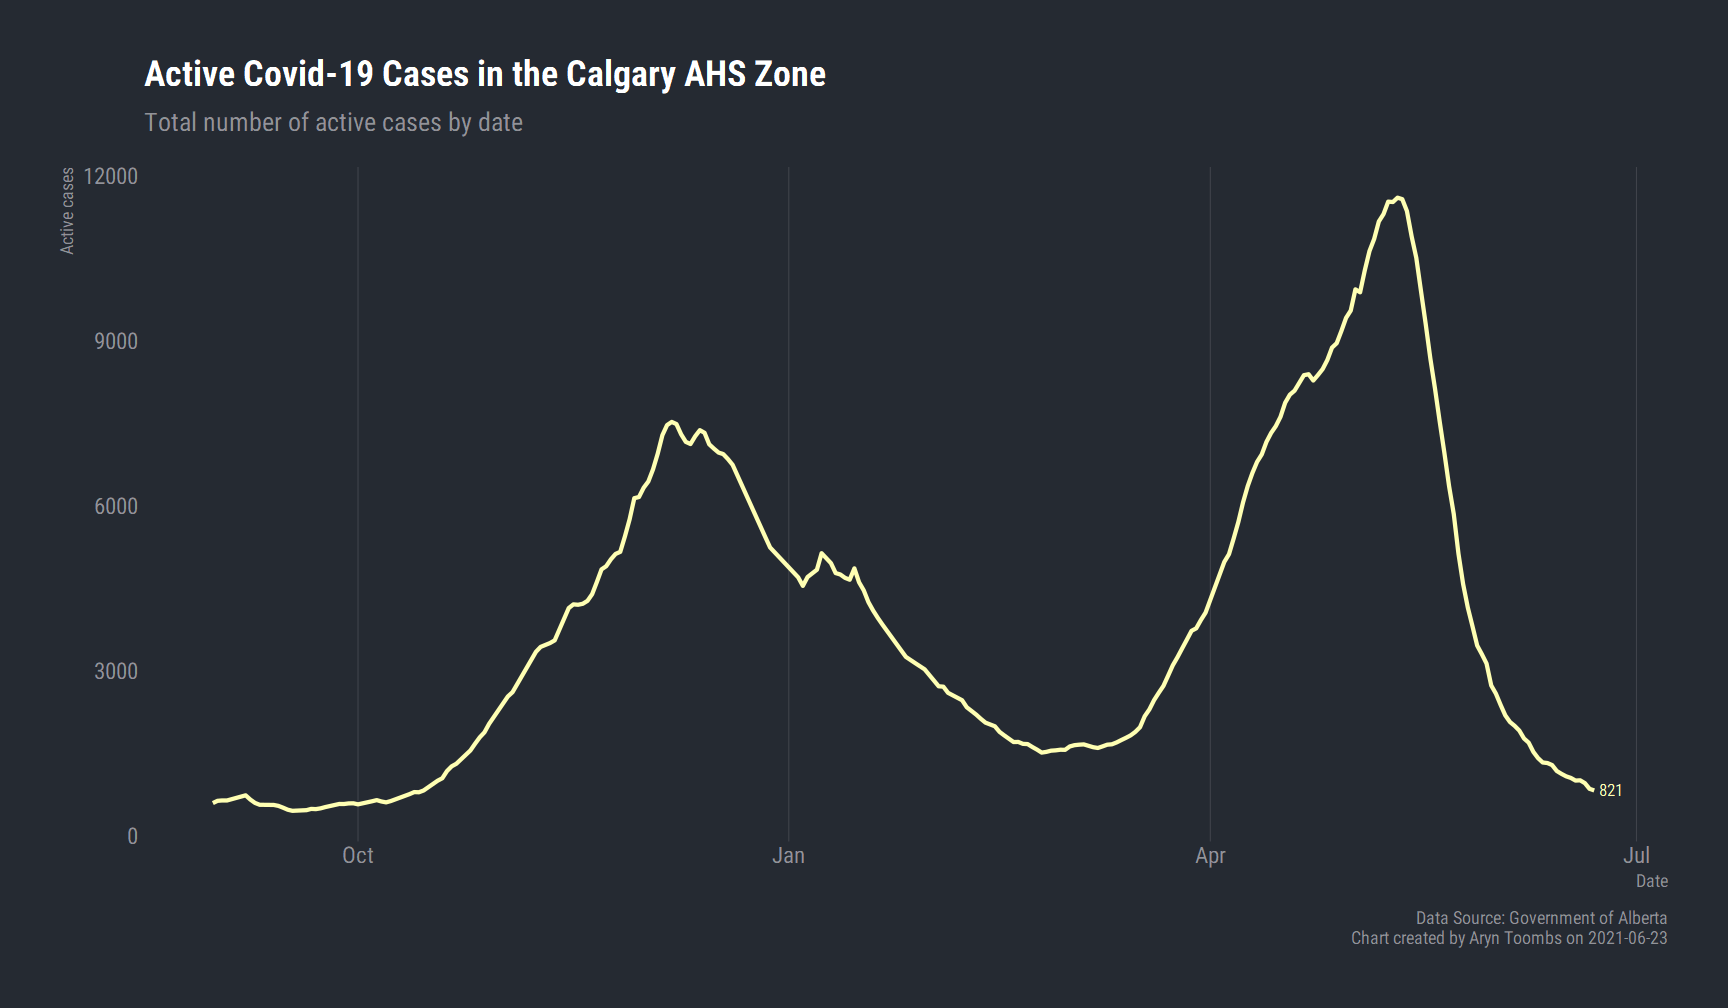 Active Covid-19 Cases in the Calgary AHS Zone
Total number of active cases by date
Active cases
12000
9000
6000
3000
0
821
Oct
Jan
Apr
Jul
Date
Data Source: Government of Alberta
Chart created by Aryn Toombs on 2021-06-23